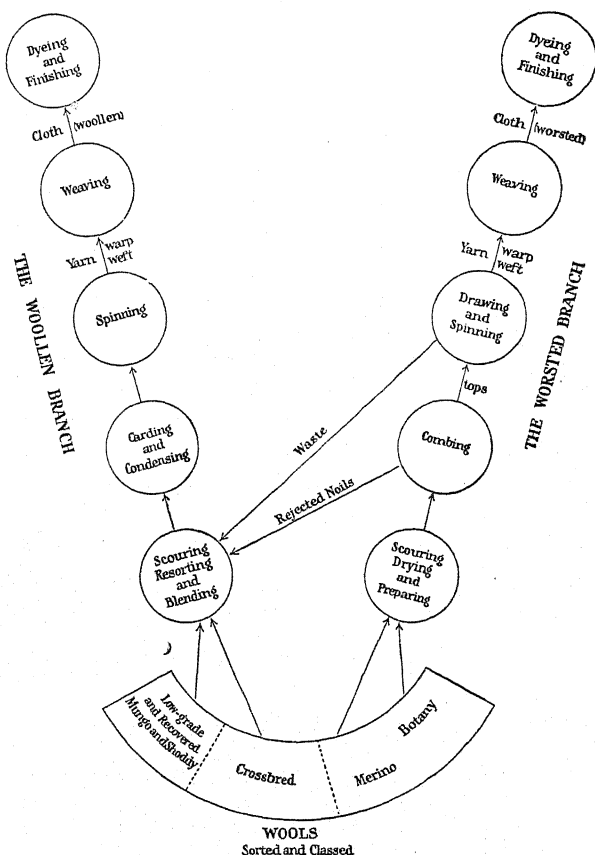 Dyeing
and
Finishing
Cloth (woollen)
Weaving
Yarn warp
weft
Spinning
THE WOOLLEN BRANCH
Carding
and
Condensing
Scouring
Resorting
and
Blending
Dyeing
and
Finishing
Cloth (worsted)
Weaving
Yarn warp
weft
Drawing
and
Spinning
THE WORSTED BRANCH
tops
Combing
Waste
Rejected Noils
Scouring
Drying
and
Preparing
Low-grade
and Recovered
Mungo and Shoddy
Crossbred
Merino
Botany
WOOLS
Sorted and Classed